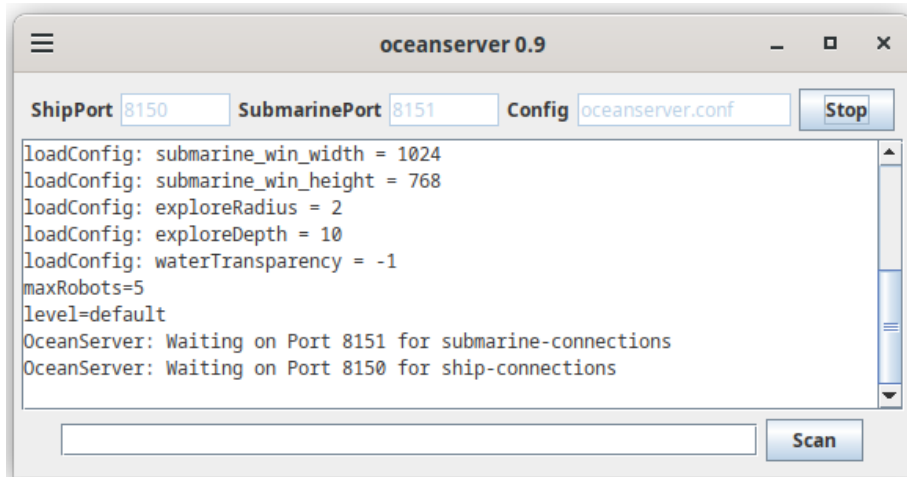 oceanserver 0.9
ShipPort 8150 SubmarinePort 8151 Config oceanserver.conf Stop
loadConfig: submarine_win_width = 1024
loadConfig: submarine_win_height = 768
loadConfig: exploreRadius = 2
loadConfig: exploreDepth = 10
loadConfig: waterTransparency = -1
maxRobots=5
level=default
OceanServer: Waiting on Port 8151 for submarine-connections
OceanServer: Waiting on Port 8150 for ship-connections
Scan